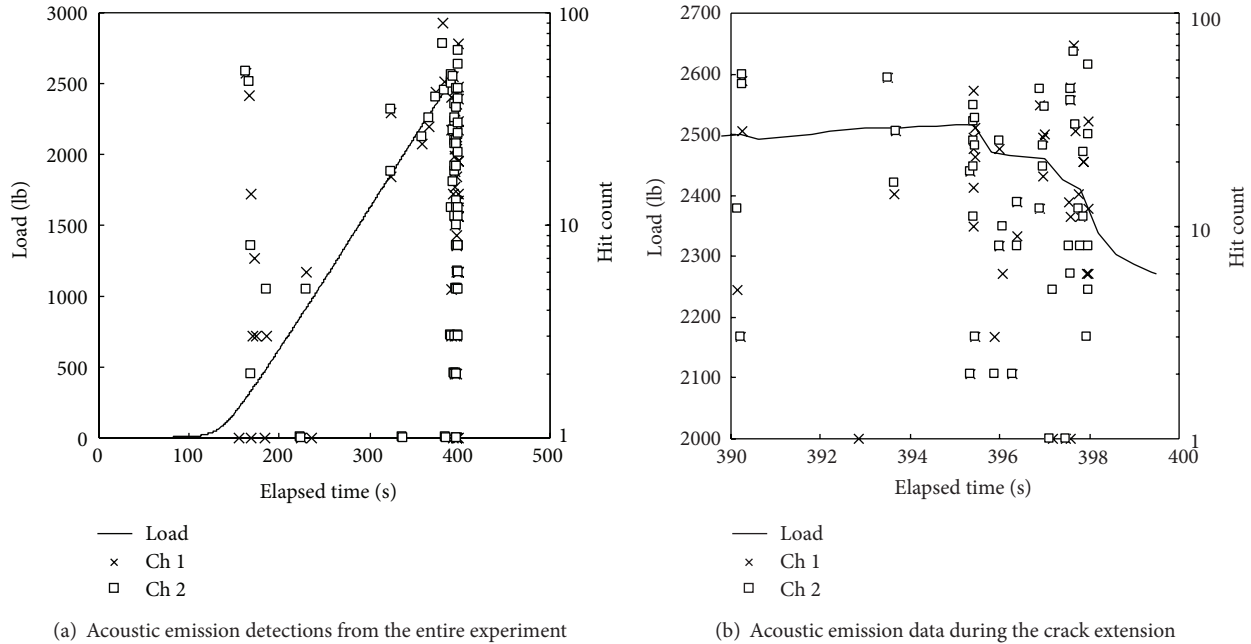 3000
2500
2000
1500
1000
500
0
Load (lb)
100
10
1
Hit count
0 100 200 300 400 500
Elapsed time (s)
Load
Ch 1
Ch 2
(a) Acoustic emission detections from the entire experiment
2700
2600
2500
2400
2300
2200
2100
2000
Load (lb)
100
10
1
Hit count
390 392 394 396 398 400
Elapsed time (s)
Load
Ch 1
Ch 2
(b) Acoustic emission data during the crack extension